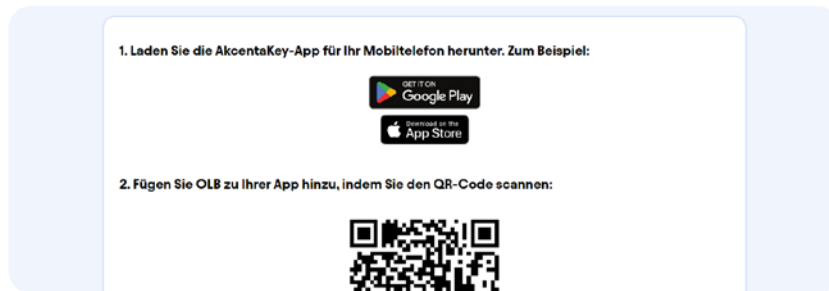 1. Laden Sie die AkcentaKey-App für Ihr Mobiltelefon herunter. Zum Beispiel:
GET IT ON
Google Play
Download on the
App Store
2. Fügen Sie OLB zu Ihrer App hinzu, indem Sie den QR-Code scannen: